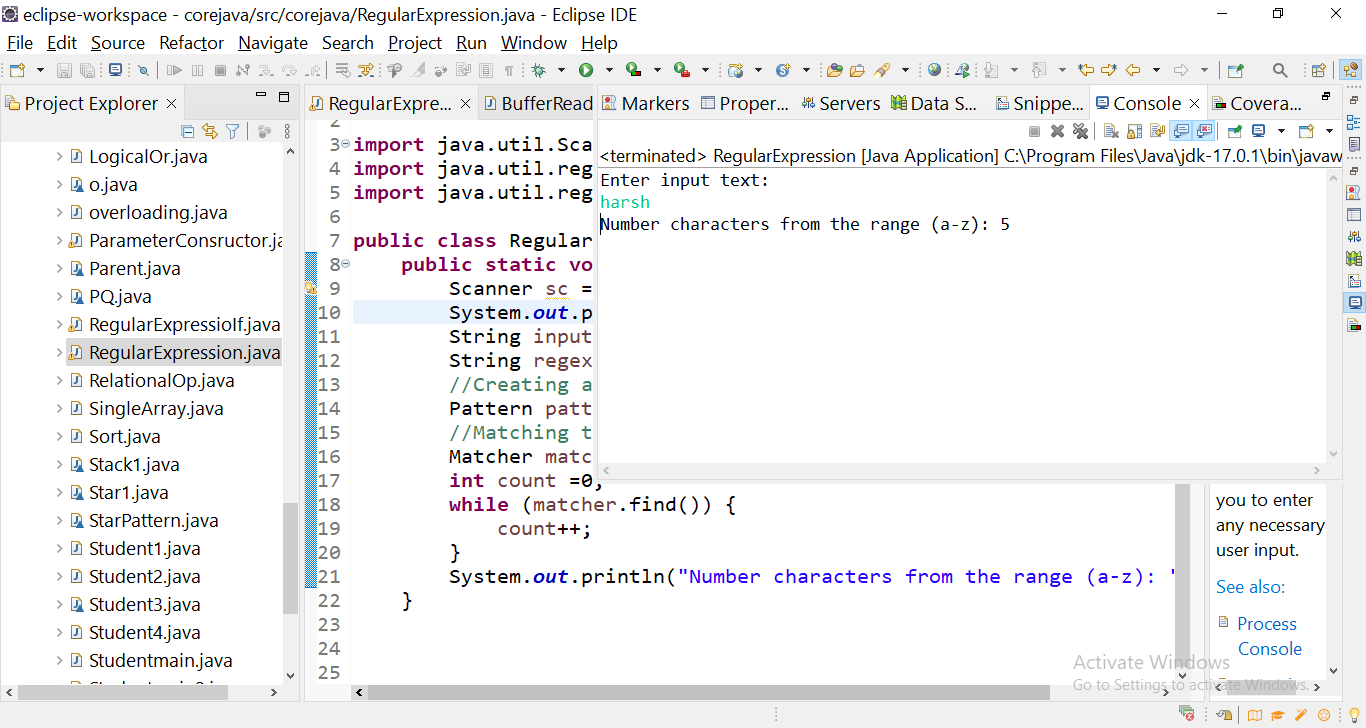 eclipse-workspace - corejava/src/corejava/RegularExpression.java - Eclipse IDE
File Edit Source Refactor Navigate Search Project Run Window Help
Project Explorer
LogicalOr.java
o.java
overloading.java
ParameterConsructor.ja
Parent.java
PQ.java
RegularExpressiolf.java
RegularExpression.java
RelationalOp.java
SingleArray.java
Sort.java
Stack1.java
Star1.java
StarPattern.java
Student1.java
Student2.java
Student3.java
Student4.java
Studentmain.java
RegularExpre... BufferRead
2
3 import java.util.Sca
4 import java.util.reg
5 import java.util.reg
6
7 public class Regular
8 public static vo
9 Scanner sc =
10 System.out.p
11 String input
12 String regex
13 //Creating a
14 Pattern patt
15 //Matching t
16 Matcher matc
17 int count =0;
18 while (matcher.find()) {
19 count++;
20 }
21 System.out.println("Number characters from the range (a-z): "
22 }
23
24
25
Markers Proper... Servers Data S... Snippe... Console Covera...
<terminated> RegularExpression [Java Application] C:\Program Files\Java\jdk-17.0.1\bin\javaw
Enter input text:
harsh
Number characters from the range (a-z): 5
you to enter
any necessary
user input.
See also:
Process
Console
Activate Windows
Go to Settings to activate Windows.